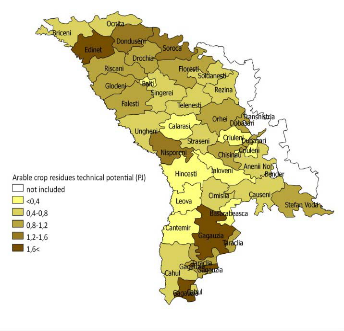 Ocnita
Briceni
Donduseni
Edinet
Soroca
Drochia
Riscani
Floresti
Soldanesti
Glodeni
Balti
Singerei
Rezina
Falesti
Telenesti
Orhei
Transnistria
Dubasari
Ungheni
Calarasi
Straseni
Criuleni
Chisinau
Nisporeni
Anenii Noi
Ialoveni
Bender
Hincesti
Cimislia
Causeni
Stefan Voda
Leova
Basarabeasca
Cantemir
Gagauzia
Taraclia
Cahul
Arable crop residues technical potential (PJ)
not included
<0,4
0,4-0,8
0,8-1,2
1,2-1,6
1,6<